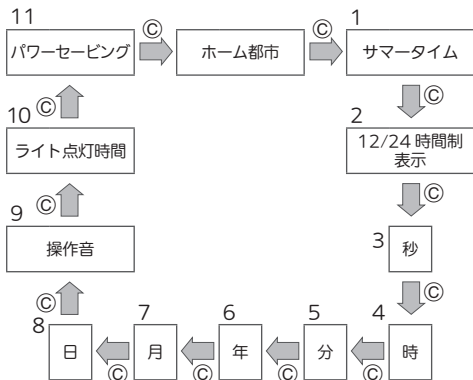 11
パワーセービング
Ⓒ
ホーム都市
Ⓒ
1
サマータイム
Ⓒ
2
12/24 時間制
表示
Ⓒ
3
秒
Ⓒ
4
時
Ⓒ
5
分
Ⓒ
6
年
Ⓒ
7
月
Ⓒ
8
日
Ⓒ
9
操作音
Ⓒ
10
ライト点灯時間
Ⓒ